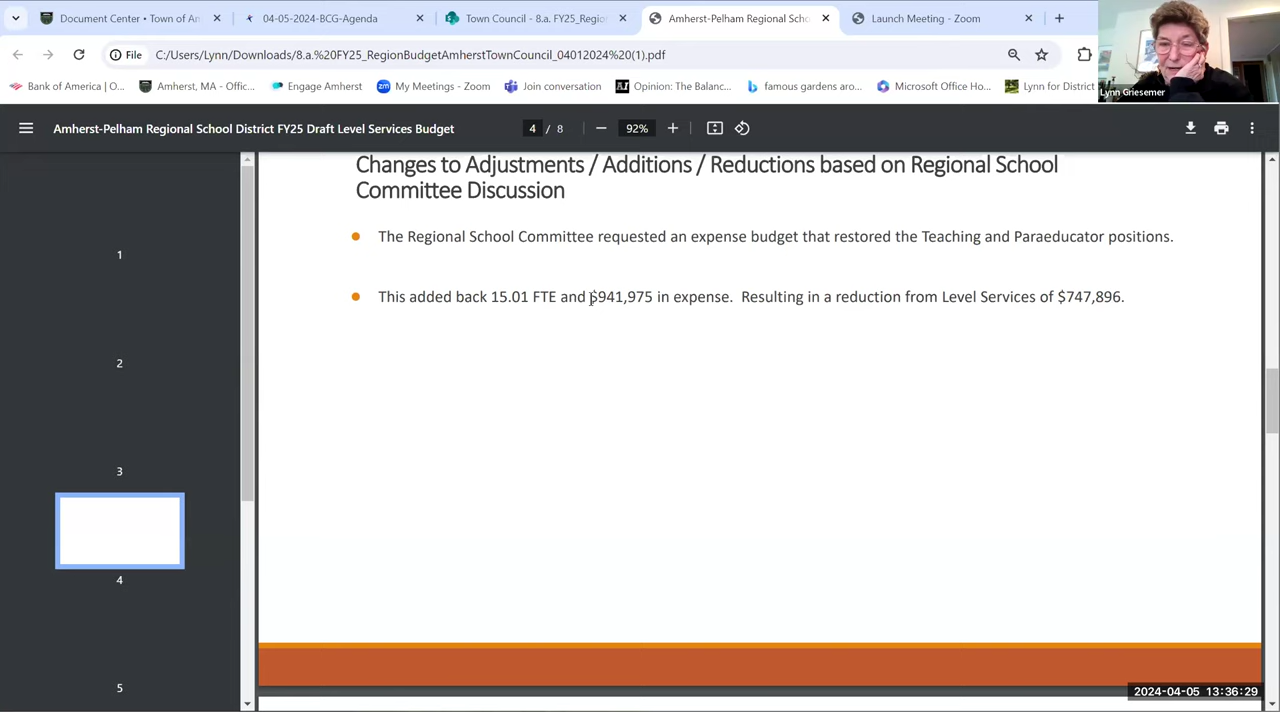 Document Center • Town of An
04-05-2024-BCG-Agenda
Town Council - 8.a. FY25_Region
Amherst-Pelham Regional Scho
Launch Meeting - Zoom
File
C:/Users/Lynn/Downloads/8.a.%20FY25_RegionBudgetAmherstTownCouncil_04012024%20(1).pdf
Bank of America | O...
Amherst, MA - Offic...
Engage Amherst
My Meetings - Zoom
Join conversation
Opinion: The Balanc...
famous gardens aro...
Microsoft Office Ho...
Lynn for District
Lynn Griesemer
Amherst-Pelham Regional School District FY25 Draft Level Services Budget
4 / 8
92%
1
2
3
4
5
Changes to Adjustments / Additions / Reductions based on Regional School
Committee Discussion
The Regional School Committee requested an expense budget that restored the Teaching and Paraeducator positions.
This added back 15.01 FTE and $941,975 in expense. Resulting in a reduction from Level Services of $747,896.
2024-04-05 13:36:29